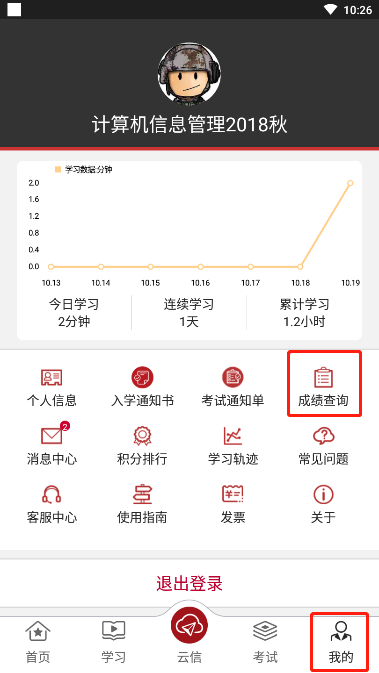 10:26
计算机信息管理2018秋
学习数据:分钟
2.0
1.6
1.2
0.8
0.4
0.0
10.13 10.14 10.15 10.16 10.17 10.18 10.19
今日学习 连续学习 累计学习
2分钟 1天 1.2小时
个人信息 入学通知书 考试通知单 成绩查询
2
消息中心 积分排行 学习轨迹 常见问题
客服中心 使用指南 发票 关于
退出登录
首页 学习 云信 考试 我的